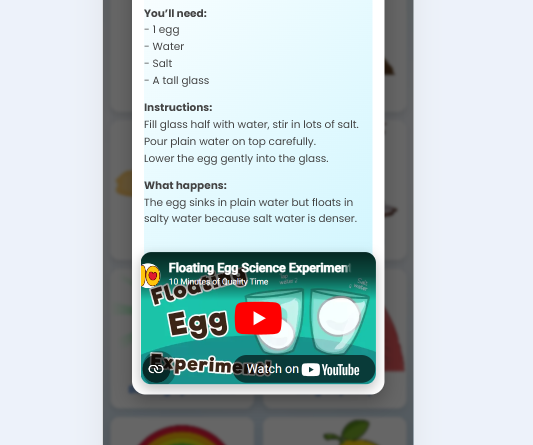 You'll need:
- 1 egg
- Water
- Salt
- A tall glass
Instructions:
Fill glass half with water, stir in lots of salt.
Pour plain water on top carefully.
Lower the egg gently into the glass.
What happens:
The egg sinks in plain water but floats in
salty water because salt water is denser.
Floating Egg Science Experiment
10 Minutes of Quality Time
Floating
Egg
Experiment
Watch on YouTube